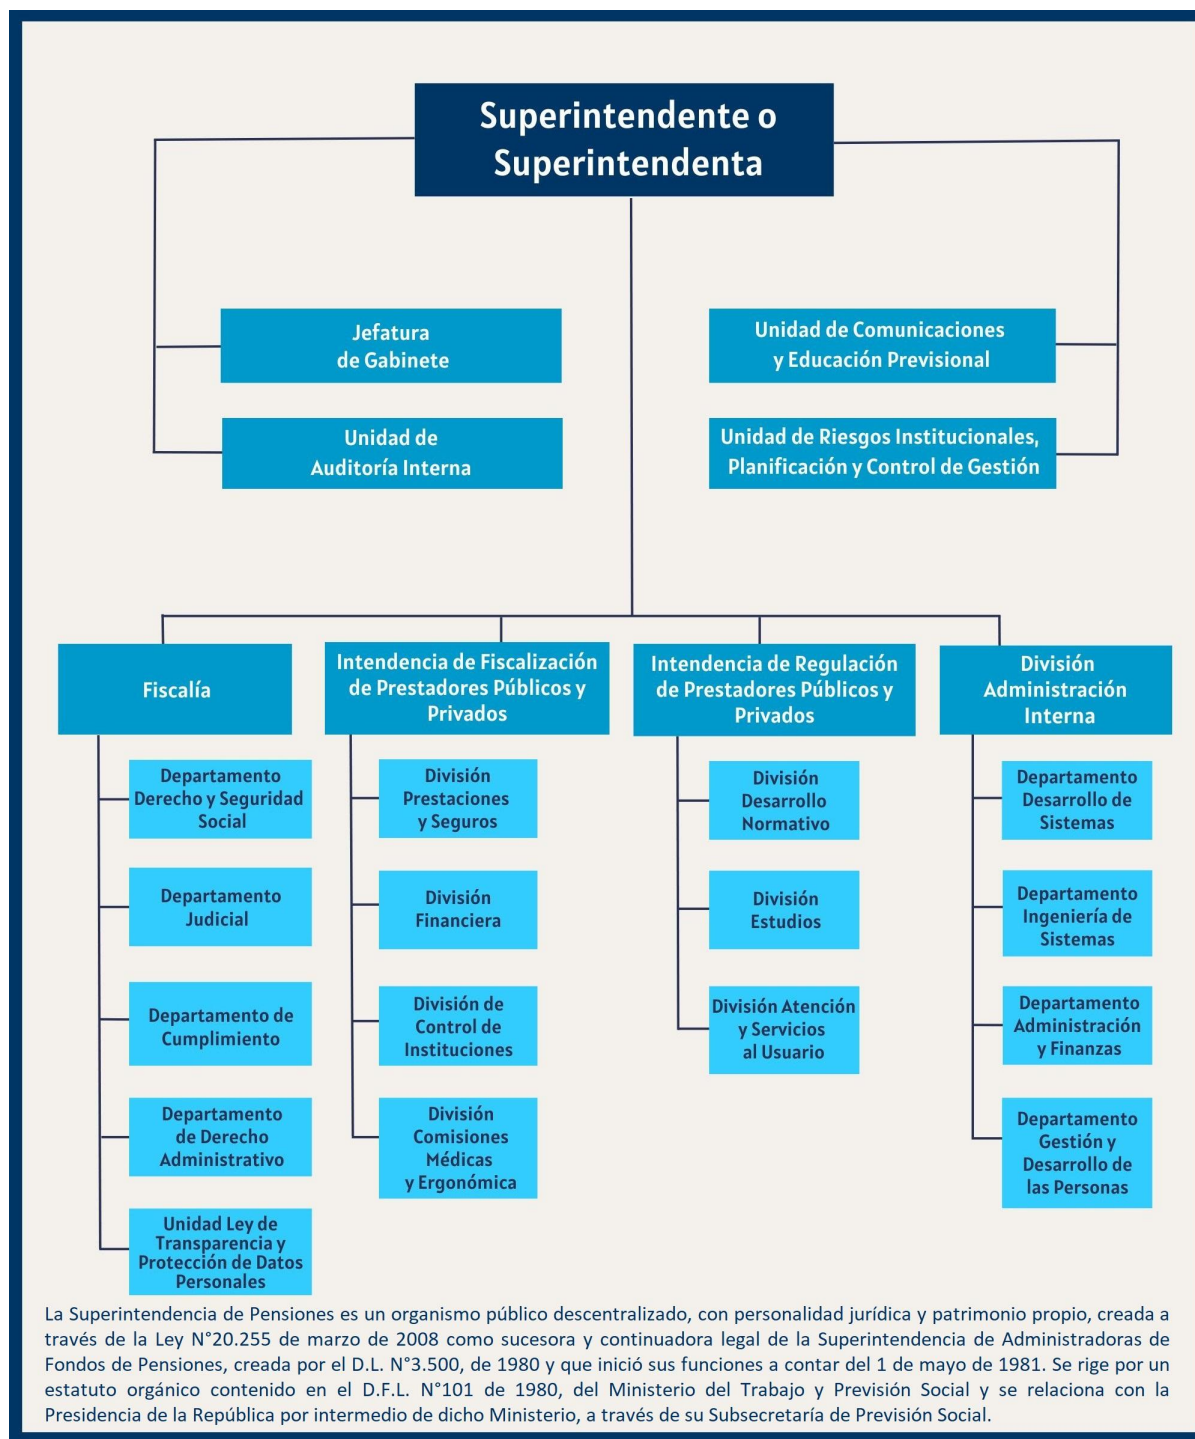 Superintendente o
Superintendenta
Jefatura
de Gabinete
Unidad de Comunicaciones
y Educación Previsional
Unidad de
Auditoría Interna
Unidad de Riesgos Institucionales,
Planificación y Control de Gestión
Fiscalía
Intendencia de Fiscalización
de Prestadores Públicos y
Privados
Intendencia de Regulación
de Prestadores Públicos y
Privados
División
Administración
Interna
Departamento
Derecho y Seguridad
Social
Departamento
Judicial
Departamento de
Cumplimiento
Departamento
de Derecho
Administrativo
Unidad Ley de
Transparencia y
Protección de Datos
Personales
División
Prestaciones
y Seguros
División
Financiera
División de
Control de
Instituciones
División
Comisiones
Médicas
y Ergonómica
División
Desarrollo
Normativo
División
Estudios
División Atención
y Servicios
al Usuario
Departamento
Desarrollo de
Sistemas
Departamento
Ingeniería de
Sistemas
Departamento
Administración
y Finanzas
Departamento
Gestión y
Desarrollo de
las Personas
La Superintendencia de Pensiones es un organismo público descentralizado, con personalidad jurídica y patrimonio propio, creada a
través de la Ley N°20.255 de marzo de 2008 como sucesora y continuadora legal de la Superintendencia de Administradoras de
Fondos de Pensiones, creada por el D.L. N°3.500, de 1980 y que inició sus funciones a contar del 1 de mayo de 1981. Se rige por un
estatuto orgánico contenido en el D.F.L. N°101 de 1980, del Ministerio del Trabajo y Previsión Social y se relaciona con la
Presidencia de la República por intermedio de dicho Ministerio, a través de su Subsecretaría de Previsión Social.